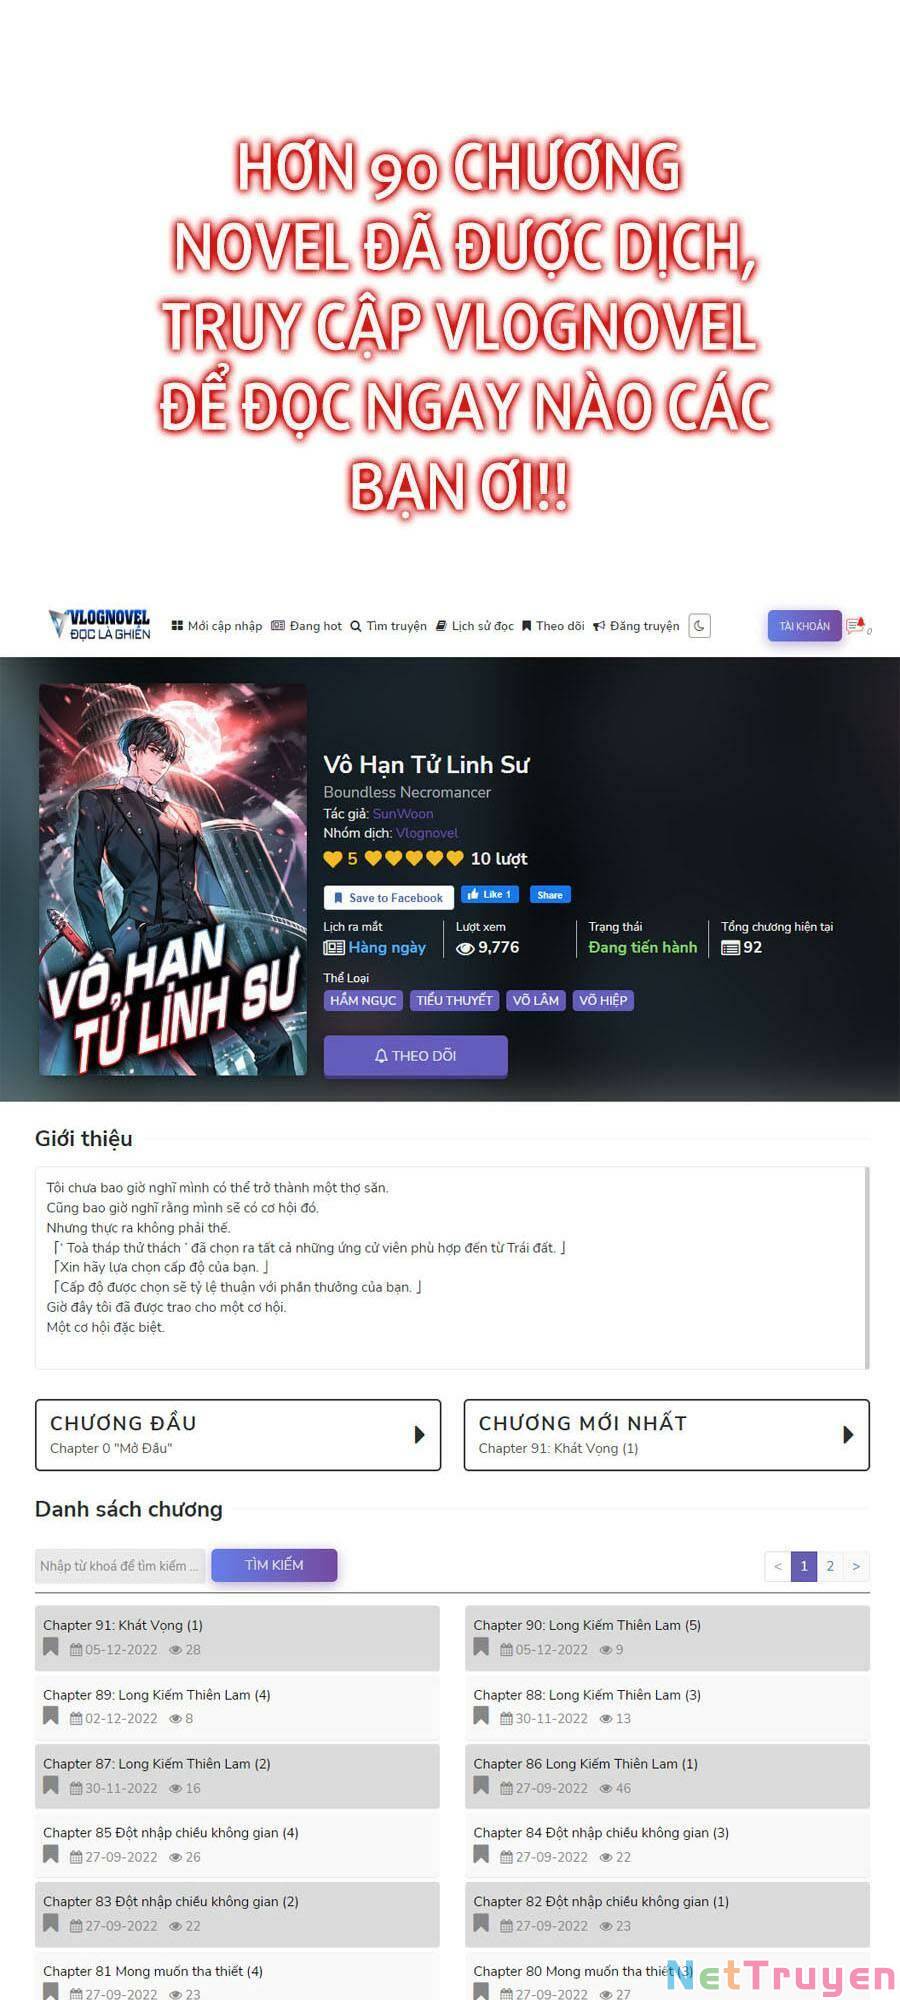 HƠN 90 CHƯƠNG
NOVEL ĐÃ ĐƯỢC DỊCH,
TRUY CẬP VLOGNOVEL
ĐỂ ĐỌC NGAY NÀO CÁC
BẠN ƠI!!
VLOGNOVEL
ĐỌC LÀ GHIỀN
Mới cập nhập Đang hot Tìm truyện Lịch sử đọc Theo dõi Đăng truyện
TÀI KHOẢN 0
VÔ HẠN
TỬ LINH SƯ
Vô Hạn Tử Linh Sư
Boundless Necromancer
Tác giả: SunWoon
Nhóm dịch: Vlognovel
5 10 lượt
Save to Facebook Like 1 Share
Lịch ra mắt Lượt xem Trạng thái Tổng chương hiện tại
Hàng ngày 9,776 Đang tiến hành 92
Thể Loại
HẦM NGỤC TIỂU THUYẾT VÕ LÂM VÕ HIỆP
THEO DÕI
Giới thiệu
Tôi chưa bao giờ nghĩ mình có thể trở thành một thợ săn.
Cũng bao giờ nghĩ rằng mình sẽ có cơ hội đó.
Nhưng thực ra không phải thế.
「' Toà tháp thử thách ' đã chọn ra tất cả những ứng cử viên phù hợp đến từ Trái đất. 」
「Xin hãy lựa chọn cấp độ của bạn. 」
「Cấp độ được chọn sẽ tỷ lệ thuận với phần thưởng của bạn. 」
Giờ đây tôi đã được trao cho một cơ hội.
Một cơ hội đặc biệt.
CHƯƠNG ĐẦU
Chapter 0 "Mở Đầu"
CHƯƠNG MỚI NHẤT
Chapter 91: Khát Vọng (1)
Danh sách chương
Nhập từ khoá để tìm kiếm ... TÌM KIẾM < 1 2 >
Chapter 91: Khát Vọng (1)
05-12-2022 28
Chapter 90: Long Kiếm Thiên Lam (5)
05-12-2022 9
Chapter 89: Long Kiếm Thiên Lam (4)
02-12-2022 8
Chapter 88: Long Kiếm Thiên Lam (3)
30-11-2022 13
Chapter 87: Long Kiếm Thiên Lam (2)
30-11-2022 16
Chapter 86 Long Kiếm Thiên Lam (1)
27-09-2022 46
Chapter 85 Đột nhập chiều không gian (4)
27-09-2022 26
Chapter 84 Đột nhập chiều không gian (3)
27-09-2022 22
Chapter 83 Đột nhập chiều không gian (2)
27-09-2022 22
Chapter 82 Đột nhập chiều không gian (1)
27-09-2022 23
Chapter 81 Mong muốn tha thiết (4)
27-09-2022 23
Chapter 80 Mong muốn tha thiết (3)
27-09-2022 27
NetTruyen